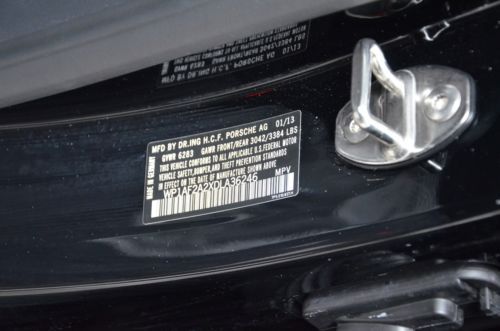 MFD BY DR.ING H.C.F. PORSCHE AG 01/13
GVWR 6283 GAWR FRONT/REAR 3042/3384 LBS
THIS VEHICLE CONFORMS TO ALL APPLICABLE U.S.FEDERAL MOTOR
VEHICLE SAFETY, BUMPER, AND THEFT PREVENTION STANDARDS
IN EFFECT ON THE DATE OF MANUFACTURE SHOWN ABOVE.
WP1AF2A2XDLA36246 MPV
MADE IN GERMANY